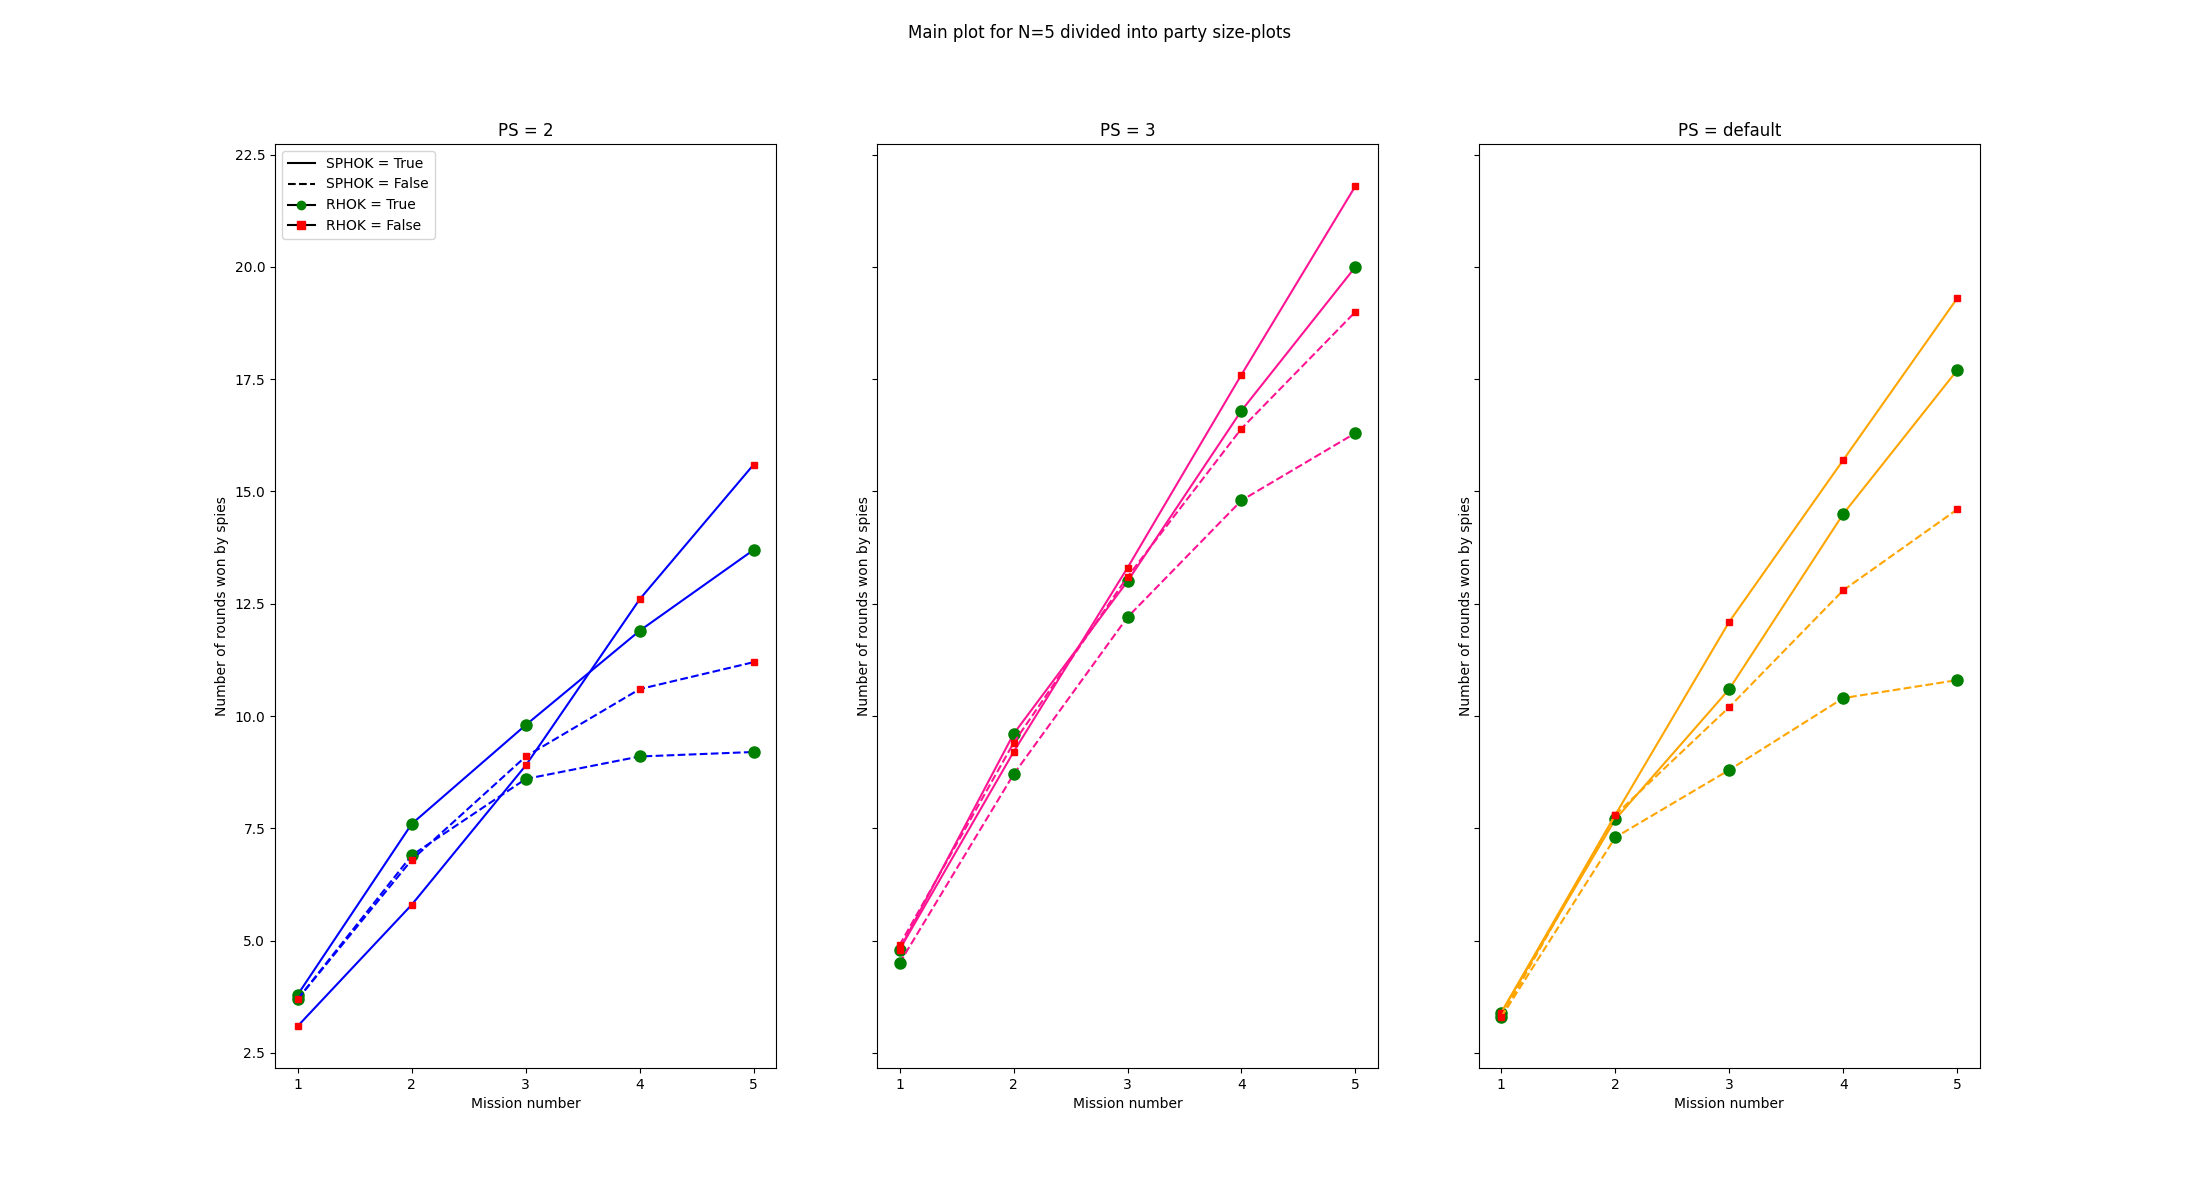 Main plot for N=5 divided into party size-plots
PS = 2
22.5
20.0
17.5
15.0
12.5
10.0
7.5
5.0
2.5
Number of rounds won by spies
SPHOK = True
SPHOK = False
RHOK = True
RHOK = False
1 2 3 4 5
Mission number
PS = 3
Number of rounds won by spies
1 2 3 4 5
Mission number
PS = default
Number of rounds won by spies
1 2 3 4 5
Mission number